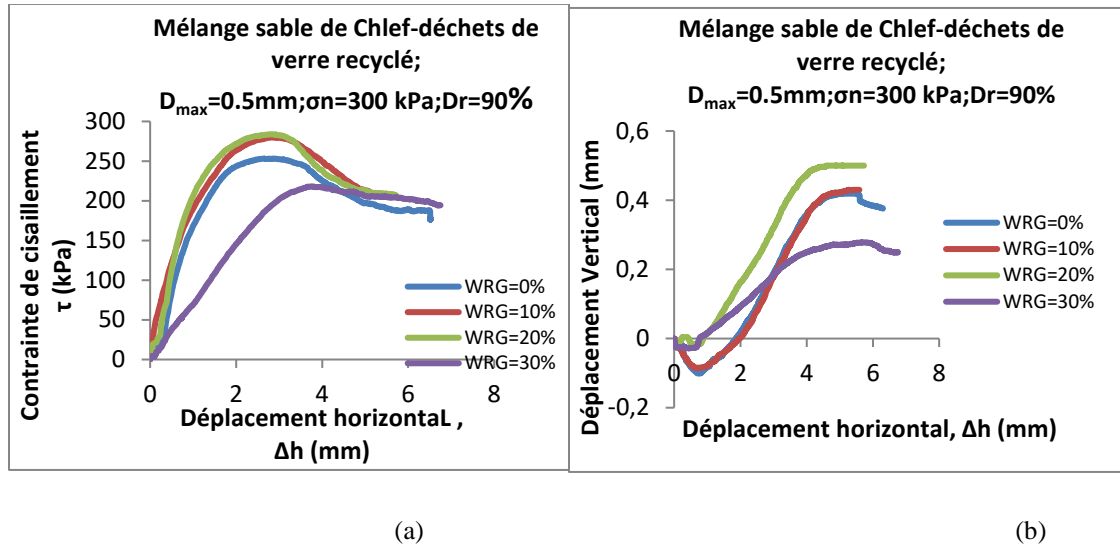 Mélange sable de Chlef-déchets de
verre recyclé;
Dmax=0.5mm;σn=300 kPa;Dr=90%
Contrainte de cisaillement
τ (kPa)
300
250
200
150
100
50
0
0 2 4 6 8
WRG=0%
WRG=10%
WRG=20%
WRG=30%
Déplacement horizontaL ,
Δh (mm)
(a)
Mélange sable de Chlef-déchets de
verre recyclé;
Dmax=0.5mm;σn=300 kPa;Dr=90%
Déplacement Vertical (mm
0,6
0,4
0,2
0
-0,2
0 2 4 6 8
WRG=0%
WRG=10%
WRG=20%
WRG=30%
Déplacement horizontal, Δh (mm)
(b)